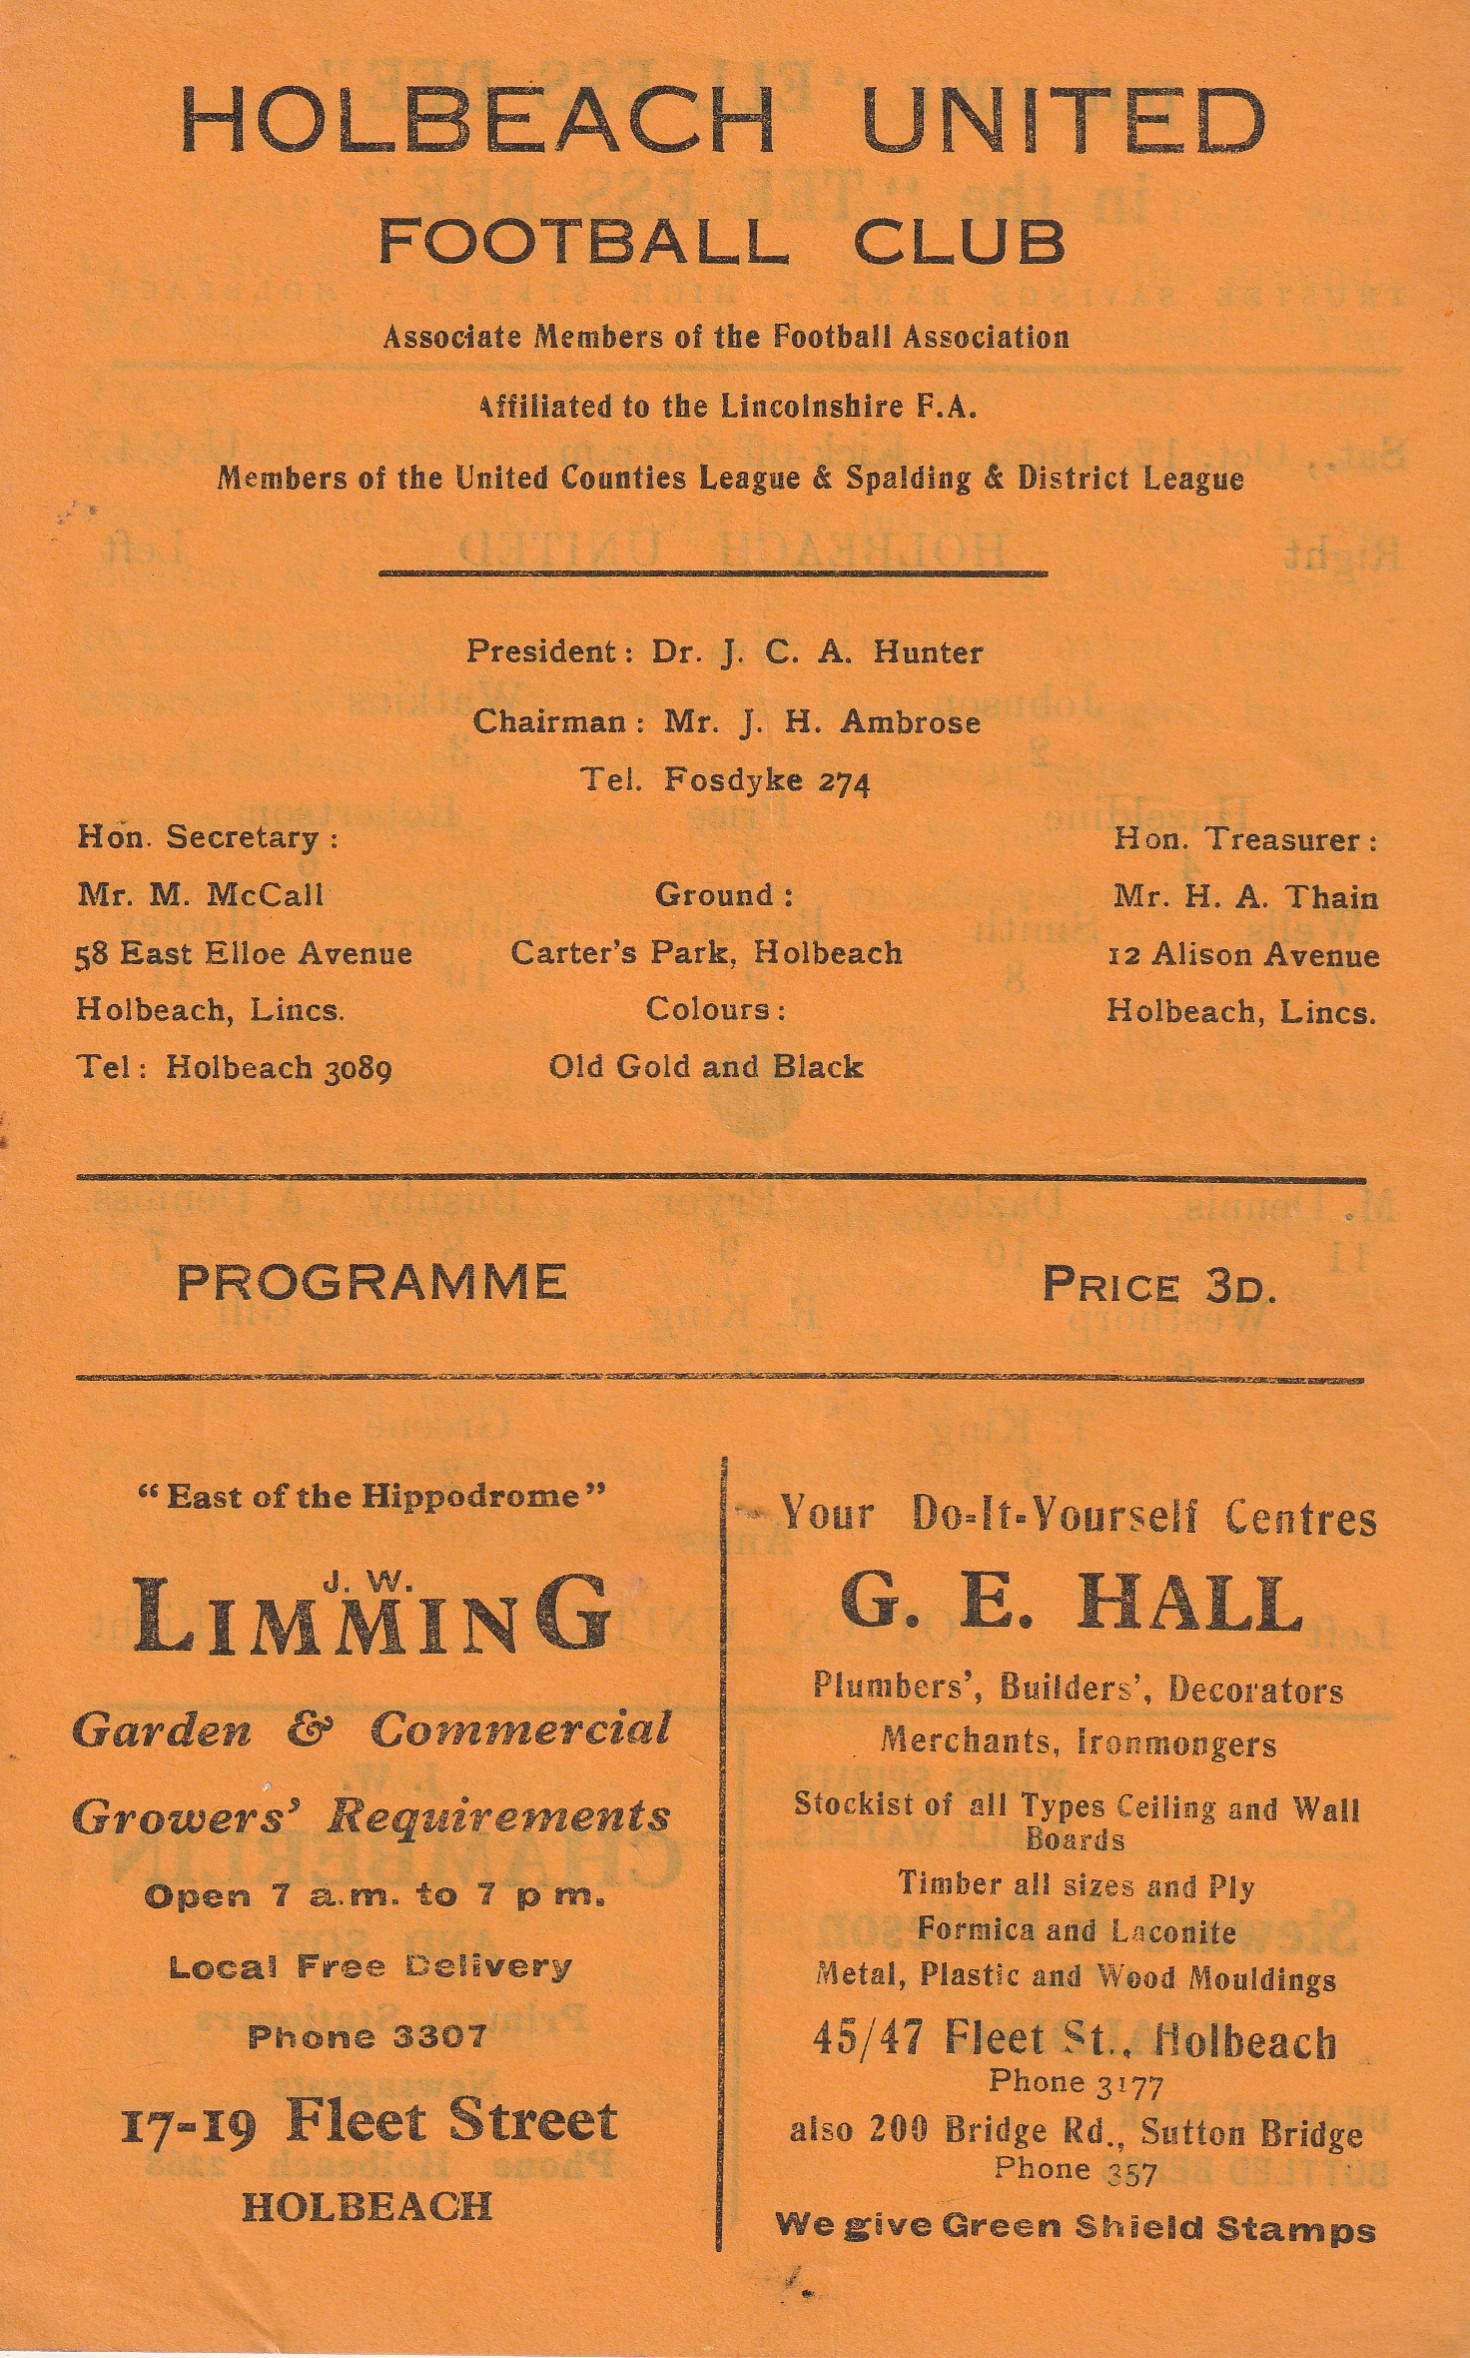 HOLBEACH UNITED
FOOTBALL CLUB
Associate Members of the Football Association
Affiliated to the Lincolnshire F.A.
Members of the United Counties League & Spalding & District League
President : Dr. J. C. A. Hunter
Chairman : Mr. J. H. Ambrose
Tel. Fosdyke 274
Hon. Secretary :
Mr. M. McCall
58 East Elloe Avenue
Holbeach, Lincs.
Tel : Holbeach 3089
Ground :
Carter's Park, Holbeach
Colours :
Old Gold and Black
Hon. Treasurer :
Mr. H. A. Thain
12 Alison Avenue
Holbeach, Lincs.
PROGRAMME PRICE 3D.
"East of the Hippodrome"
J. W.
LIMMING
Garden & Commercial
Growers' Requirements
Open 7 a.m. to 7 p m.
Local Free Delivery
Phone 3307
17-19 Fleet Street
HOLBEACH
Your Do-It-Yourself Centres
G. E. HALL
Plumbers', Builders', Decorators
Merchants, Ironmongers
Stockist of all Types Ceiling and Wall
Boards
Timber all sizes and Ply
Formica and Laconite
Metal, Plastic and Wood Mouldings
45/47 Fleet St., Holbeach
Phone 3177
also 200 Bridge Rd., Sutton Bridge
Phone 357
We give Green Shield Stamps